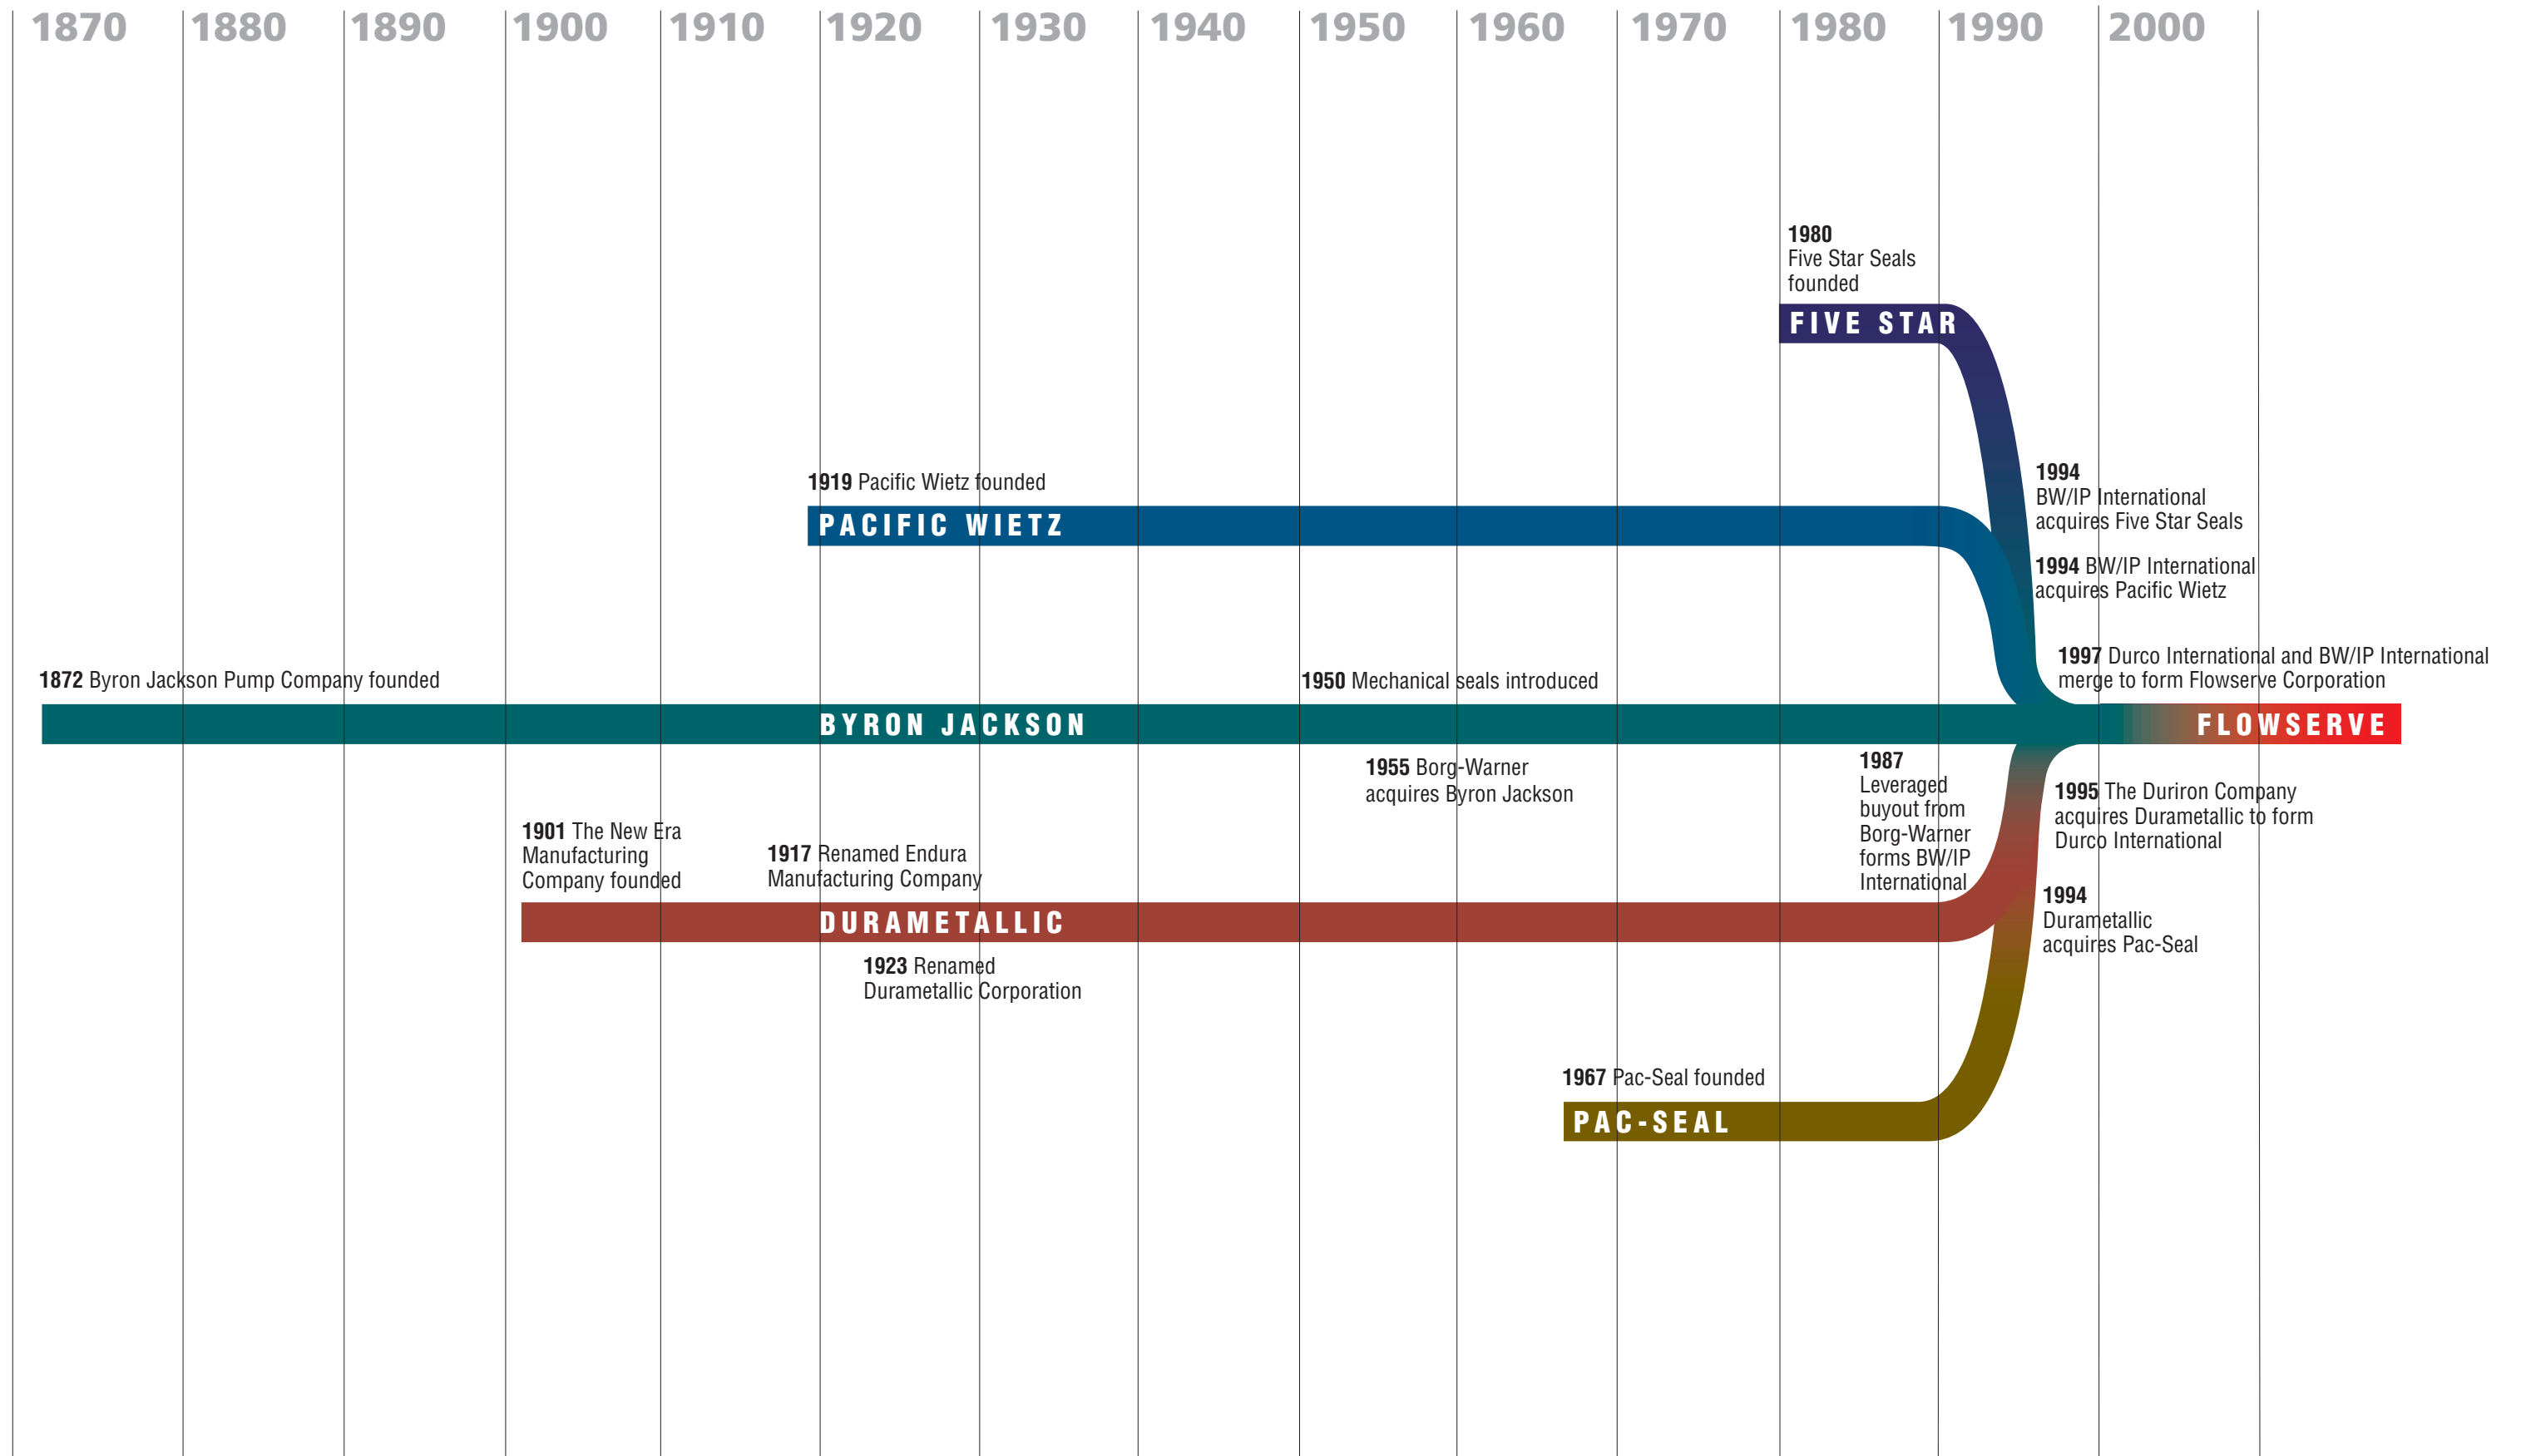 1870 1880 1890 1900 1910 1920 1930 1940 1950 1960 1970 1980 1990 2000
1980
Five Star Seals
founded
FIVE STAR
1994
BW/IP International
acquires Five Star Seals
1919 Pacific Wietz founded
PACIFIC WIETZ
1994 BW/IP International
acquires Pacific Wietz
1872 Byron Jackson Pump Company founded
1950 Mechanical seals introduced
1997 Durco International and BW/IP International
merge to form Flowserve Corporation
BYRON JACKSON
FLOWSERVE
1955 Borg-Warner
acquires Byron Jackson
1987
Leveraged
buyout from
Borg-Warner
forms BW/IP
International
1995 The Duriron Company
acquires Durametallic to form
Durco International
1901 The New Era
Manufacturing
Company founded
1917 Renamed Endura
Manufacturing Company
DURAMETALLIC
1994
Durametallic
acquires Pac-Seal
1923 Renamed
Durametallic Corporation
1967 Pac-Seal founded
PAC-SEAL